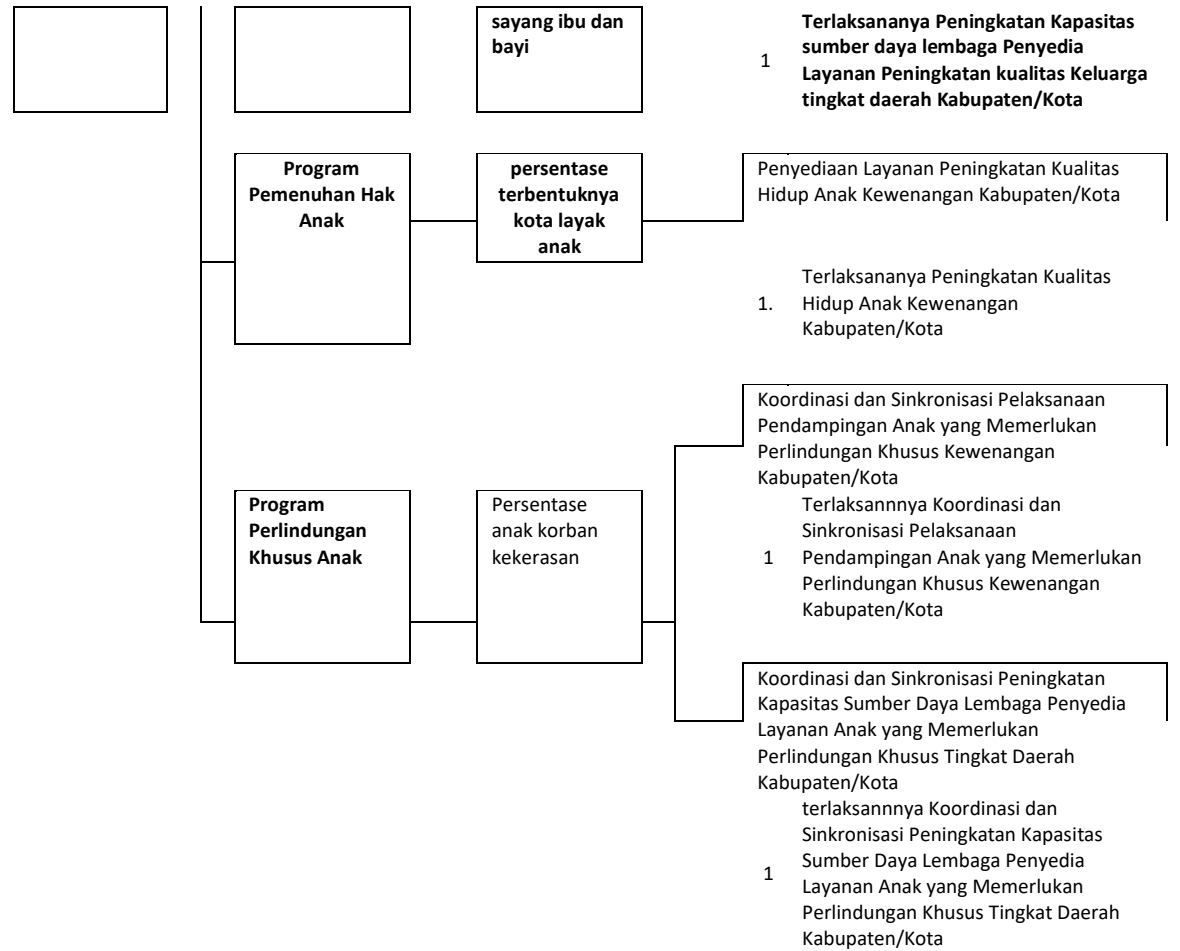 sayang ibu dan
bayi
Terlaksananya Peningkatan Kapasitas
sumber daya lembaga Penyedia
1
Layanan Peningkatan kualitas Keluarga
tingkat daerah Kabupaten/Kota
Program
Pemenuhan Hak
Anak
persentase
terbentuknya
kota layak
anak
Penyediaan Layanan Peningkatan Kualitas
Hidup Anak Kewenangan Kabupaten/Kota
Terlaksananya Peningkatan Kualitas
1. Hidup Anak Kewenangan
Kabupaten/Kota
Program
Perlindungan
Khusus Anak
Persentase
anak korban
kekerasan
Koordinasi dan Sinkronisasi Pelaksanaan
Pendampingan Anak yang Memerlukan
Perlindungan Khusus Kewenangan
Kabupaten/Kota
Terlaksannnya Koordinasi dan
Sinkronisasi Pelaksanaan
1 Pendampingan Anak yang Memerlukan
Perlindungan Khusus Kewenangan
Kabupaten/Kota
Koordinasi dan Sinkronisasi Peningkatan
Kapasitas Sumber Daya Lembaga Penyedia
Layanan Anak yang Memerlukan
Perlindungan Khusus Tingkat Daerah
Kabupaten/Kota
terlaksannnya Koordinasi dan
Sinkronisasi Peningkatan Kapasitas
Sumber Daya Lembaga Penyedia
1
Layanan Anak yang Memerlukan
Perlindungan Khusus Tingkat Daerah
Kabupaten/Kota